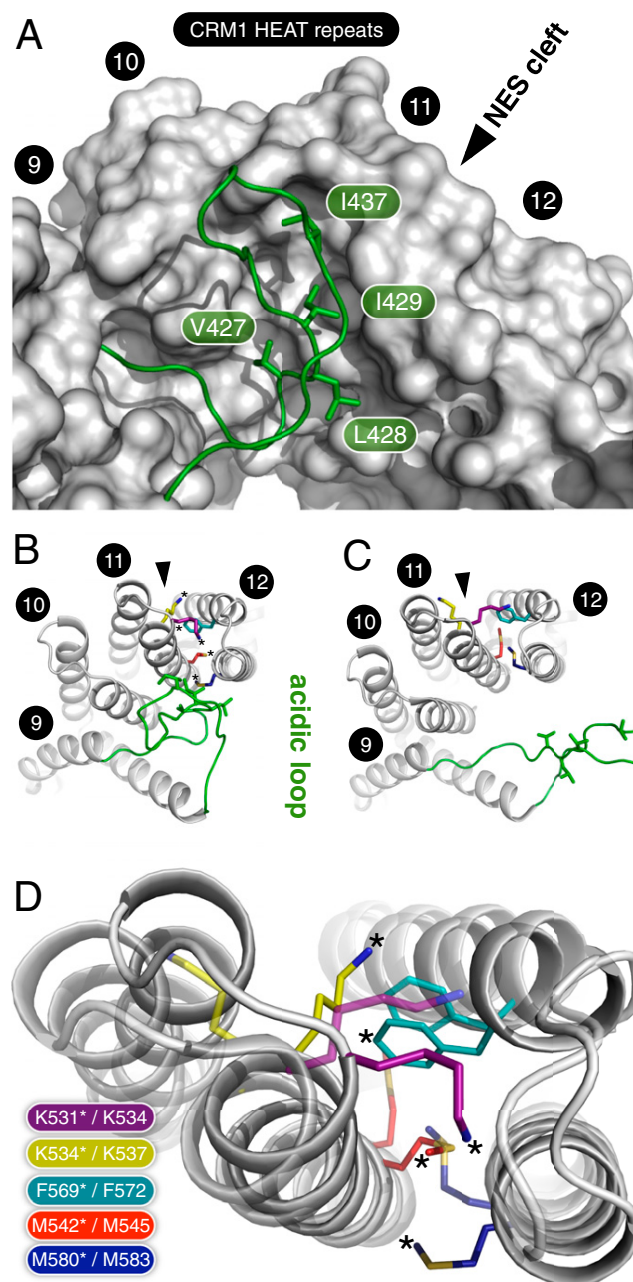 A
CRM1 HEAT repeats
10
11
NES cleft
9
12
I437
I429
V427
L428
B
C
11
12
11
12
10
10
9
9
acidic loop
*
*
*
*
*
D
*
*
*
*
*
K531* / K534
K534* / K537
F569* / F572
M542* / M545
M580* / M583